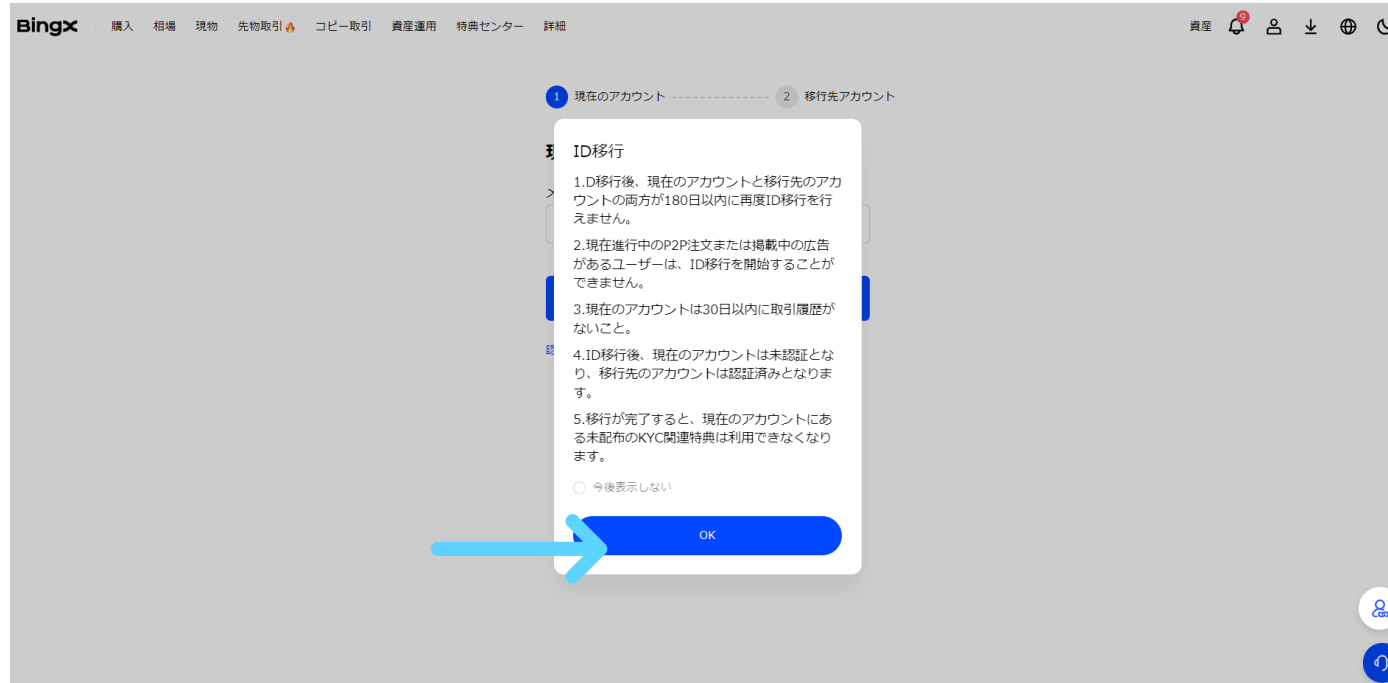 BingX 購入 相場 現物 先物取引 コピー取引 資産運用 特典センター 詳細 資産 9
1 現在のアカウント 2 移行先アカウント
ID移行
1.D移行後、現在のアカウントと移行先のアカ
ウントの両方が180日以内に再度ID移行を行
えません。
2.現在進行中のP2P注文または掲載中の広告
があるユーザーは、ID移行を開始することが
できません。
3.現在のアカウントは30日以内に取引履歴が
ないこと。
4.ID移行後、現在のアカウントは未認証とな
り、移行先のアカウントは認証済みとなりま
す。
5.移行が完了すると、現在のアカウントにあ
る未配布のKYC関連特典は利用できなくなり
ます。
今後表示しない
OK